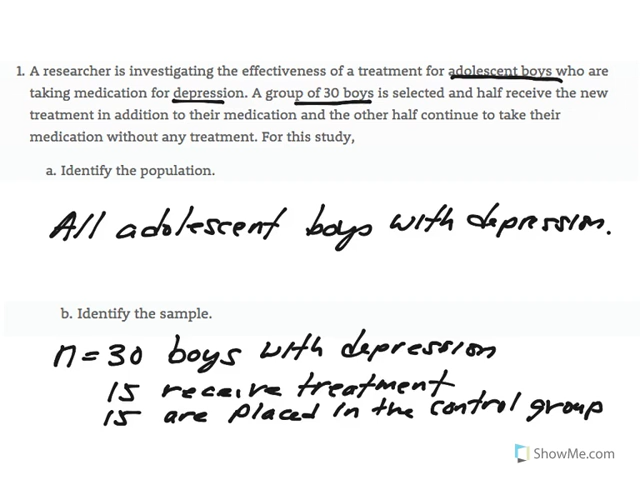 1. A researcher is investigating the effectiveness of a treatment for adolescent boys who are
taking medication for depression. A group of 30 boys is selected and half receive the new
treatment in addition to their medication and the other half continue to take their
medication without any treatment. For this study,
a. Identify the population.
All adolescent boys with depression.
b. Identify the sample.
n = 30 boys with depression
15 receive treatment
15 are placed in the control group
ShowMe.com